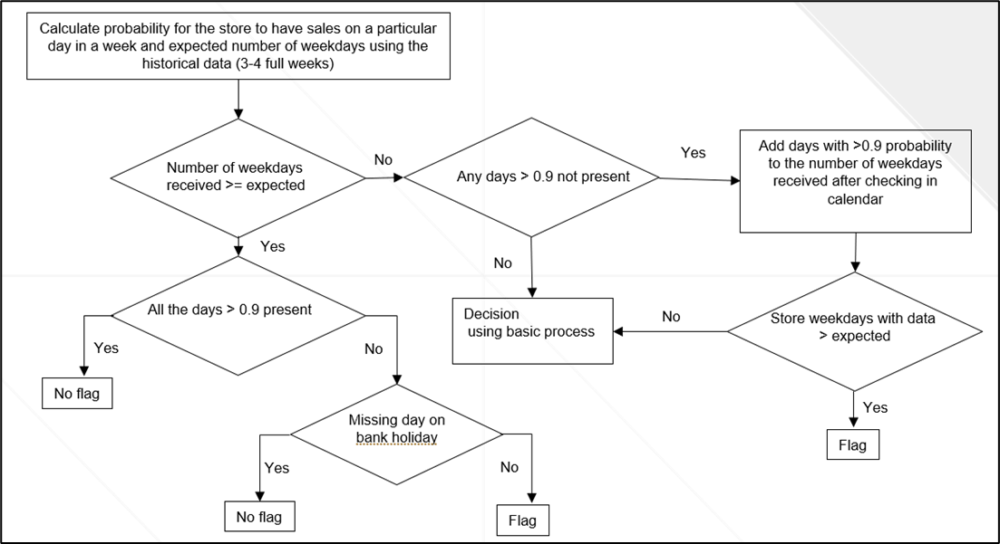 Calculate probability for the store to have sales on a particular
day in a week and expected number of weekdays using the
historical data (3-4 full weeks)
Number of weekdays
received >= expected
No
Any days > 0.9 not present
Yes
Add days with >0.9 probability
to the number of weekdays
received after checking in
calendar
Yes
No
All the days > 0.9 present
Decision
using basic process
No
Store weekdays with data
> expected
Yes
No
No flag
Yes
Missing day on
bank holiday
Flag
Yes
No
No flag
Flag